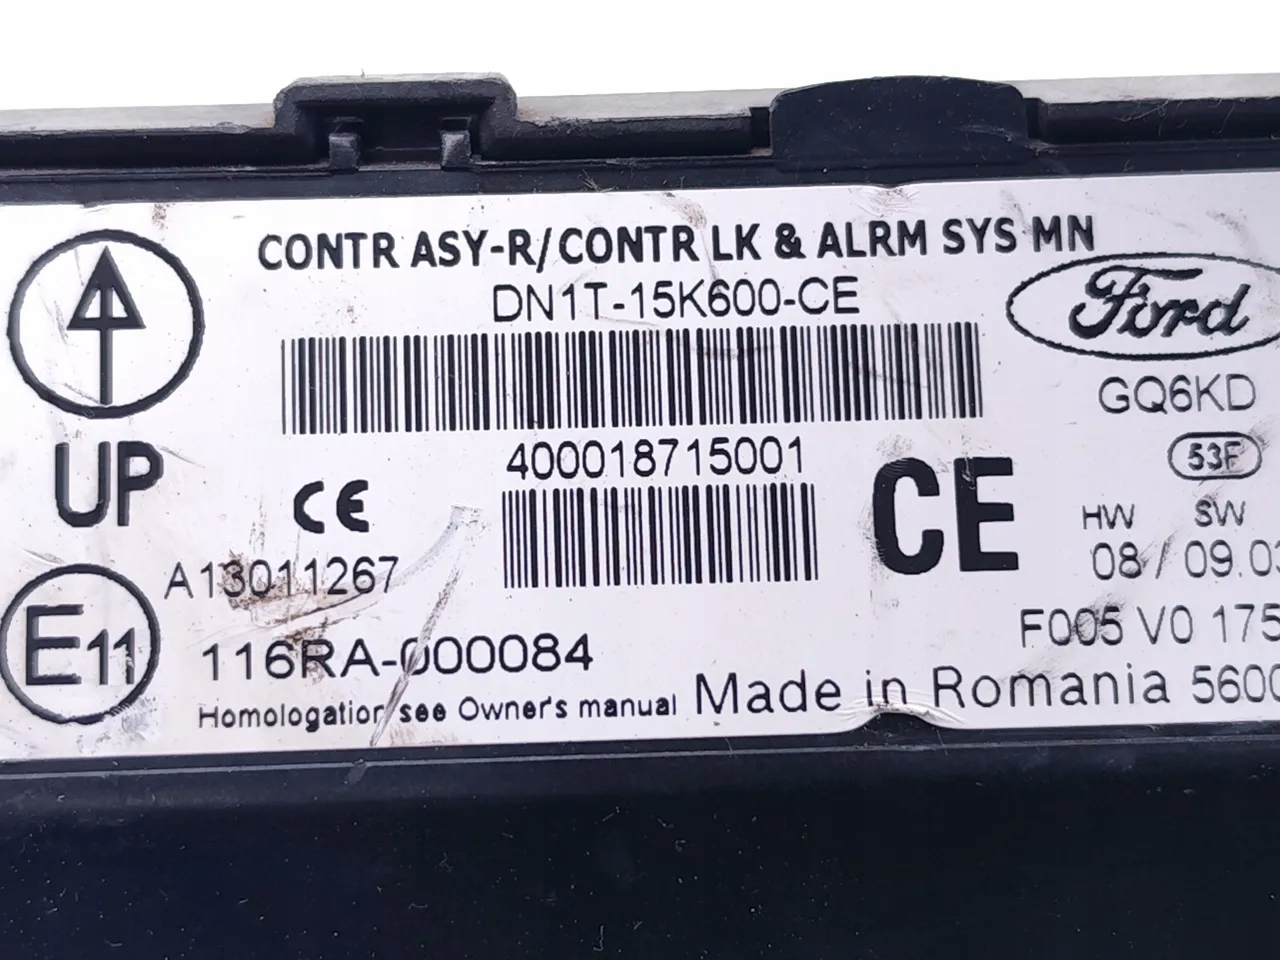 CONTR ASY-R/CONTR LK & ALRM SYS MN
DN1T-15K600-CE
Ford
GQ6KD
UP
400018715001
53F
CE
CE
HW SW
08 / 09.03
A13011267
E11
F005 V0 175
116RA-000084
Homologation see Owner's manual Made in Romania 5600